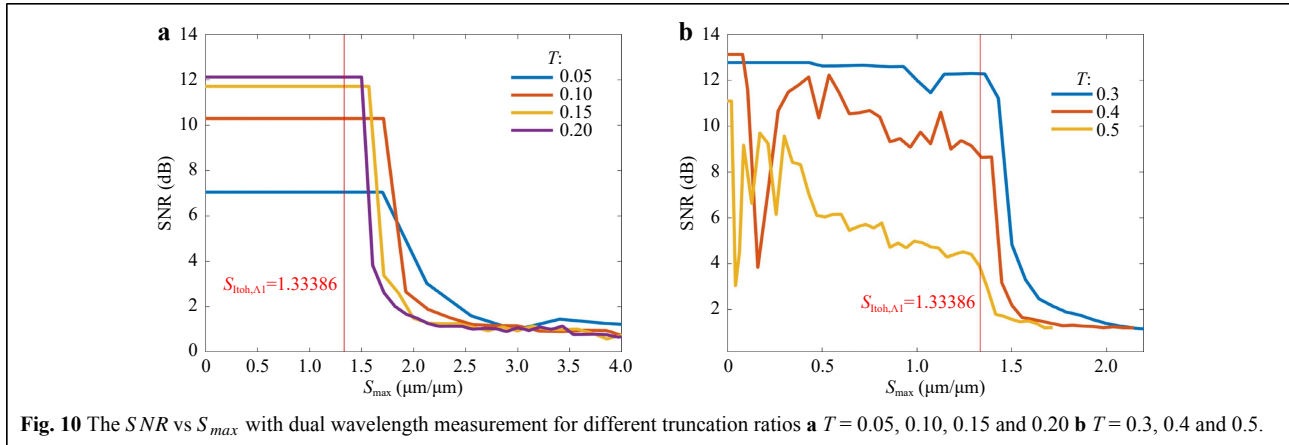 a
14
12
10
8
6
4
2
0
SNR (dB)
0 0.5 1.0 1.5 2.0 2.5 3.0 3.5 4.0
S_max (μm/μm)
T:
0.05
0.10
0.15
0.20
S_Itoh,Λ1=1.33386
b
14
12
10
8
6
4
2
SNR (dB)
0 0.5 1.0 1.5 2.0
S_max (μm/μm)
T:
0.3
0.4
0.5
S_Itoh,Λ1=1.33386
Fig. 10 The SNR vs S_max with dual wavelength measurement for different truncation ratios a T = 0.05, 0.10, 0.15 and 0.20 b T = 0.3, 0.4 and 0.5.